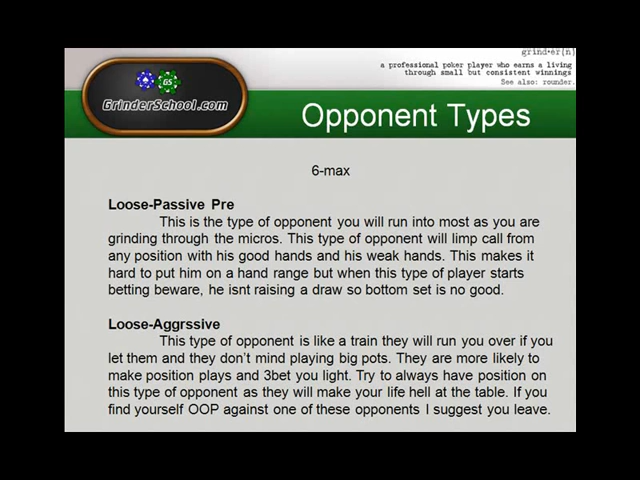 grind•er(n)
a professional poker player who earns a living
through small but consistent winnings
See also: rounder.
GS
GrinderSchool.com
Opponent Types
6-max
Loose-Passive Pre
This is the type of opponent you will run into most as you are
grinding through the micros. This type of opponent will limp call from
any position with his good hands and his weak hands. This makes it
hard to put him on a hand range but when this type of player starts
betting beware, he isnt raising a draw so bottom set is no good.
Loose-Aggrssive
This type of opponent is like a train they will run you over if you
let them and they don't mind playing big pots. They are more likely to
make position plays and 3bet you light. Try to always have position on
this type of opponent as they will make your life hell at the table. If you
find yourself OOP against one of these opponents I suggest you leave.